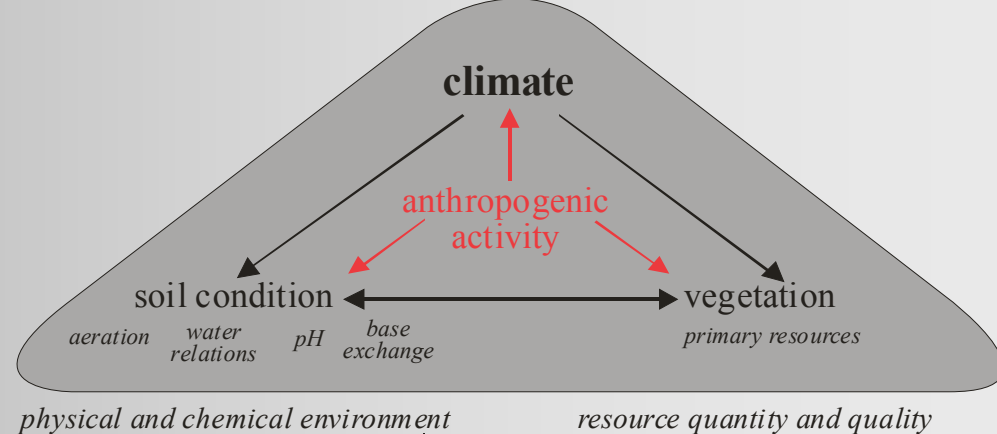 climate
anthropogenic
activity
soil condition
vegetation
aeration
water
relations
pH
base
exchange
primary resources
physical and chemical environment
resource quantity and quality